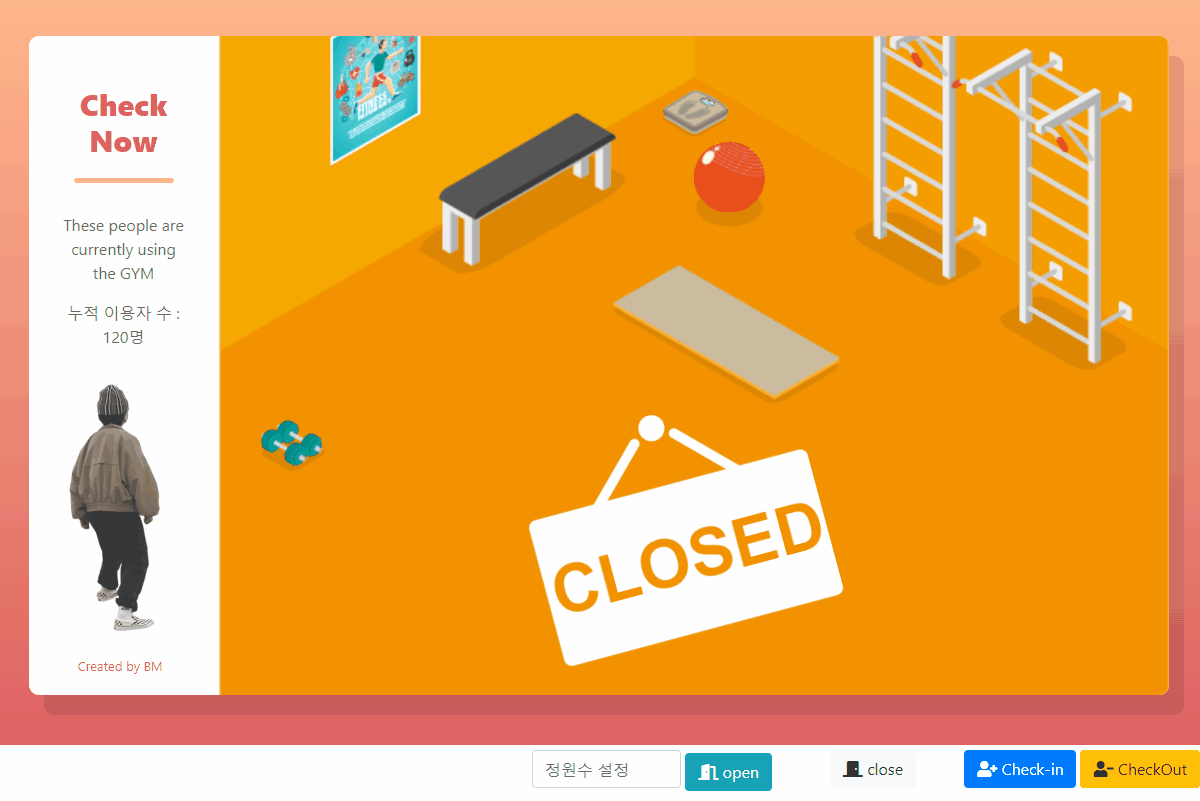 Check
Now
These people are
currently using
the GYM
누적 이용자 수 :
120명
Created by BM
FITNESS
CLOSED
정원수 설정
open
close
Check-in
CheckOut